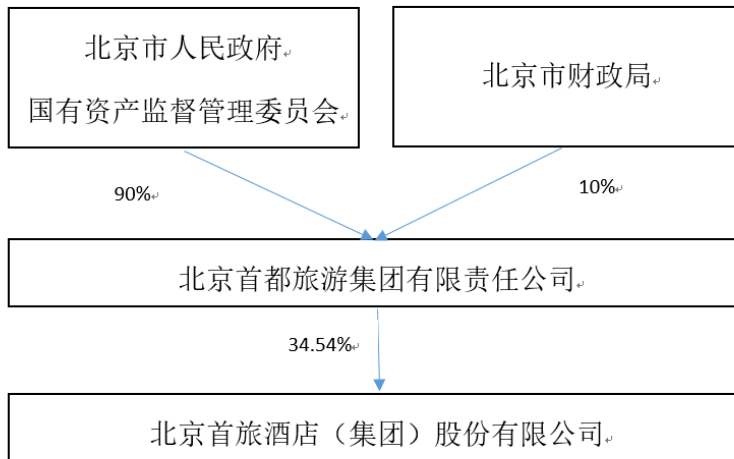 北京市人民政府
国有资产监督管理委员会
北京市财政局
90%
10%
北京首都旅游集团有限责任公司
34.54%
北京首旅酒店（集团）股份有限公司